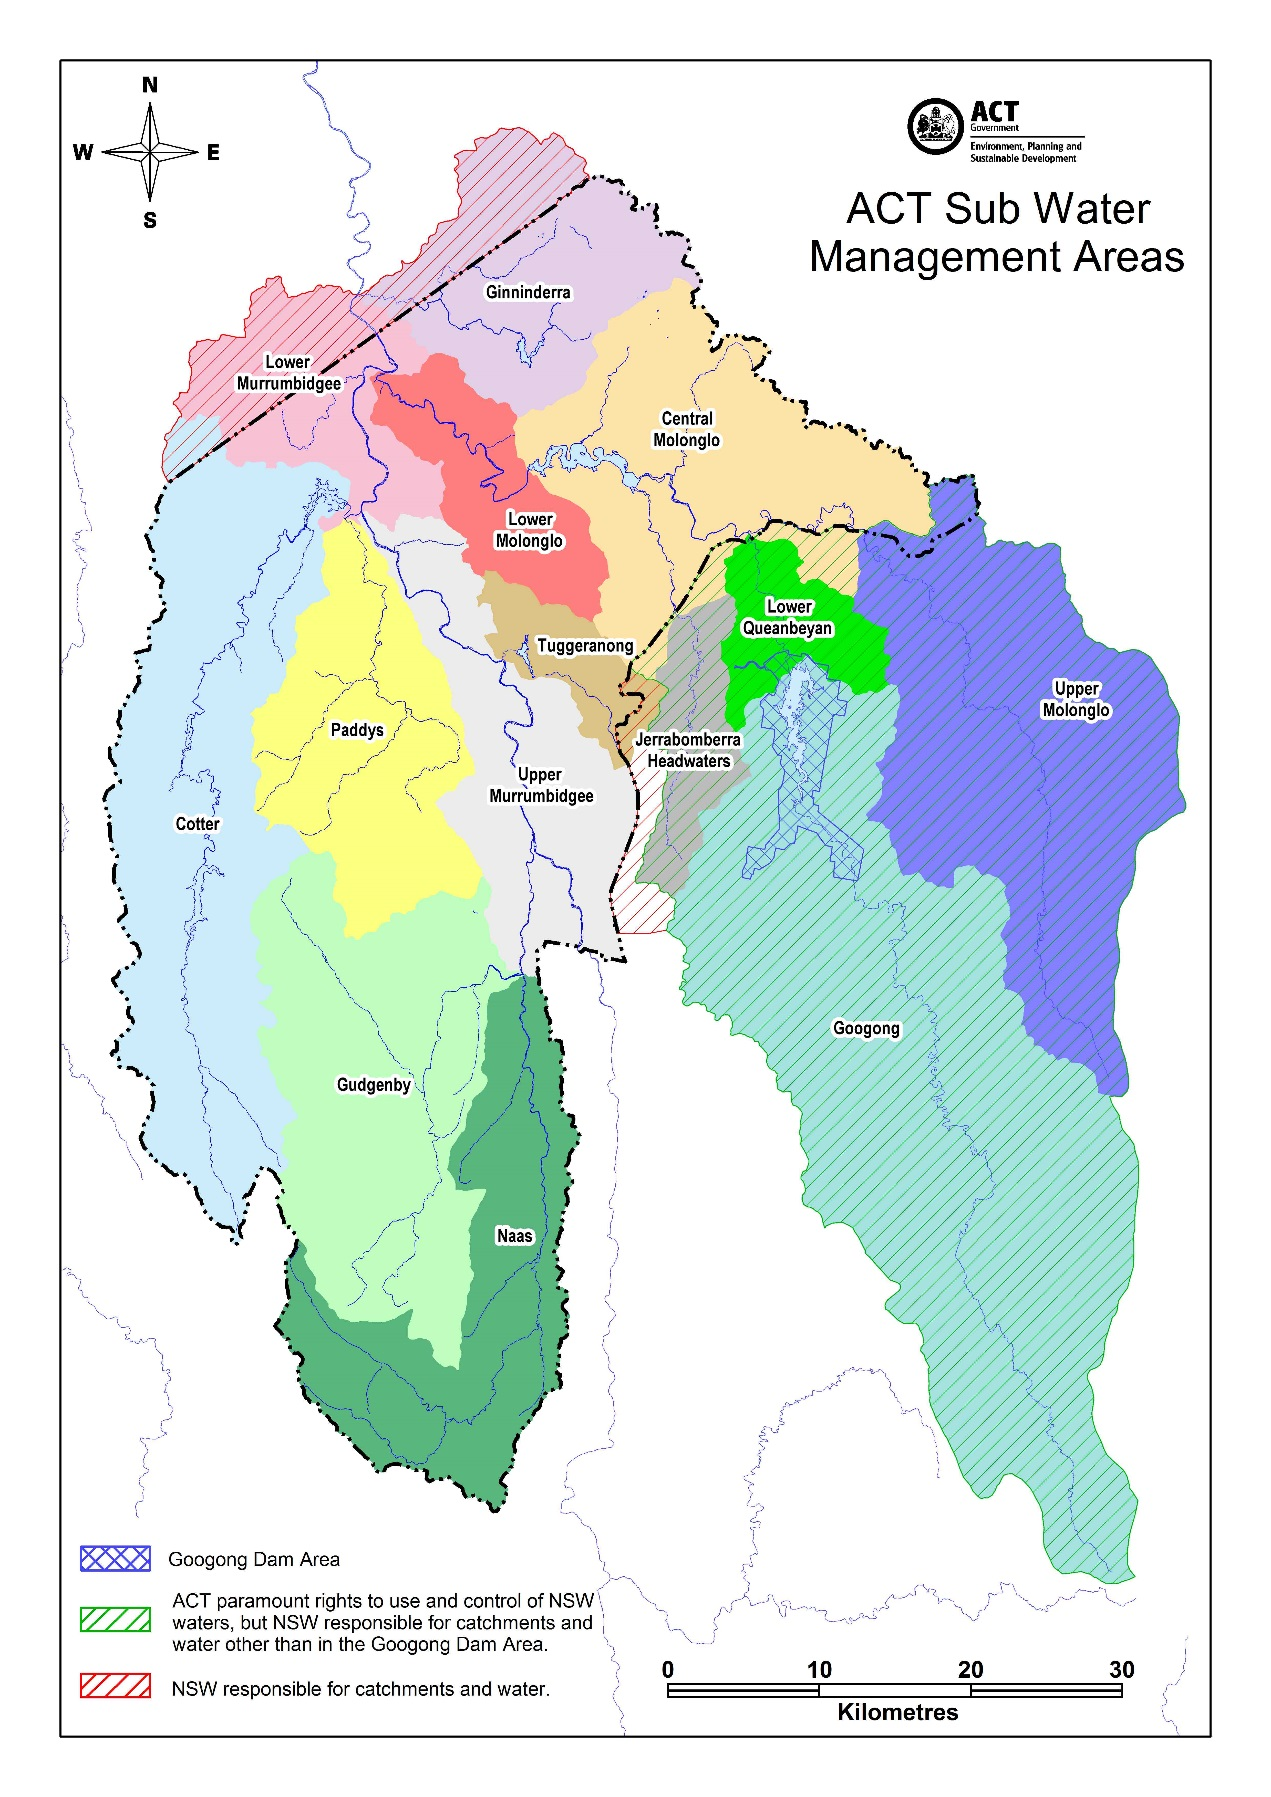 N
W
E
S
ACT
Government
Environment, Planning and
Sustainable Development
ACT Sub Water
Management Areas
Ginninderra
Lower
Murrumbidgee
Central
Molonglo
Lower
Molonglo
Lower
Queanbeyan
Tuggeranong
Upper
Molonglo
Paddys
Jerrabomberra
Headwaters
Upper
Murrumbidgee
Cotter
Googong
Gudgenby
Naas
Googong Dam Area
ACT paramount rights to use and control of NSW
waters, but NSW responsible for catchments and
water other than in the Googong Dam Area.
NSW responsible for catchments and water.
0 10 20 30
Kilometres